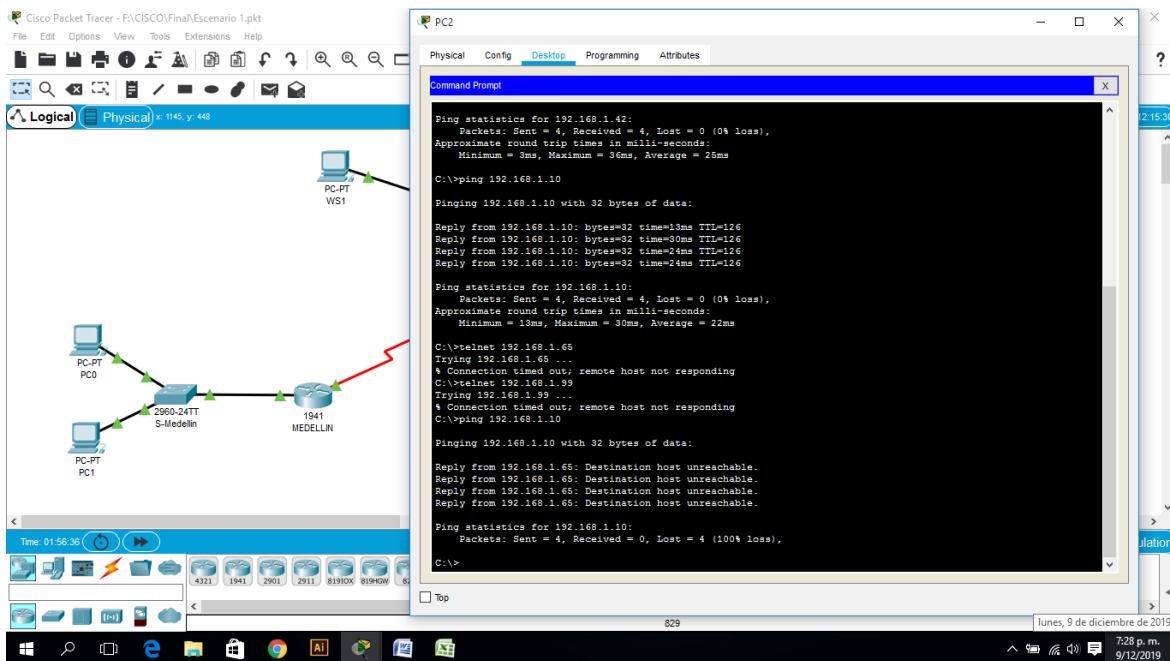 Cisco Packet Tracer - F:\CISCO\Final\Escenario 1.pkt
File Edit Options View Tools Extensions Help
Logical
Physical
x: 1145, y: 448
PC-PT
WS1
PC-PT
PC0
2960-24TT
S-Medellin
1941
MEDELLIN
PC-PT
PC1
Time: 01:56:36
4321 1941 2901 2911 819IOX 819HGW
829
PC2
Physical Config Desktop Programming Attributes
Command Prompt
X
Ping statistics for 192.168.1.42:
Packets: Sent = 4, Received = 4, Lost = 0 (0% loss),
Approximate round trip times in milli-seconds:
Minimum = 3ms, Maximum = 36ms, Average = 25ms
C:\>ping 192.168.1.10
Pinging 192.168.1.10 with 32 bytes of data:
Reply from 192.168.1.10: bytes=32 time=13ms TTL=126
Reply from 192.168.1.10: bytes=32 time=30ms TTL=126
Reply from 192.168.1.10: bytes=32 time=24ms TTL=126
Reply from 192.168.1.10: bytes=32 time=24ms TTL=126
Ping statistics for 192.168.1.10:
Packets: Sent = 4, Received = 4, Lost = 0 (0% loss),
Approximate round trip times in milli-seconds:
Minimum = 13ms, Maximum = 30ms, Average = 22ms
C:\>telnet 192.168.1.65
Trying 192.168.1.65 ...
% Connection timed out; remote host not responding
C:\>telnet 192.168.1.99
Trying 192.168.1.99 ...
% Connection timed out; remote host not responding
C:\>ping 192.168.1.10
Pinging 192.168.1.10 with 32 bytes of data:
Reply from 192.168.1.65: Destination host unreachable.
Reply from 192.168.1.65: Destination host unreachable.
Reply from 192.168.1.65: Destination host unreachable.
Reply from 192.168.1.65: Destination host unreachable.
Ping statistics for 192.168.1.10:
Packets: Sent = 4, Received = 0, Lost = 4 (100% loss),
C:\>
Top
?
lunes, 9 de diciembre de 2019
Ai
7:28 p. m.
9/12/2019